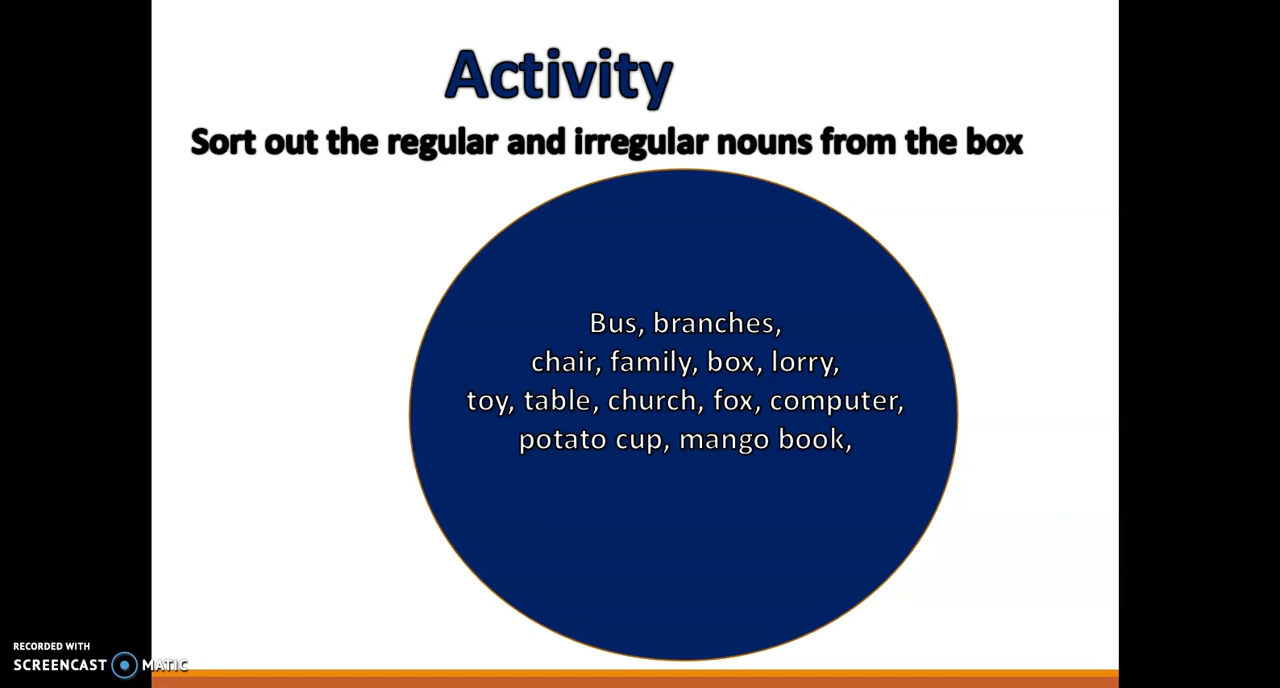 Activity
Sort out the regular and irregular nouns from the box
Bus, branches,
chair, family, box, lorry,
toy, table, church, fox, computer,
potato cup, mango book,
RECORDED WITH
SCREENCAST MATIC